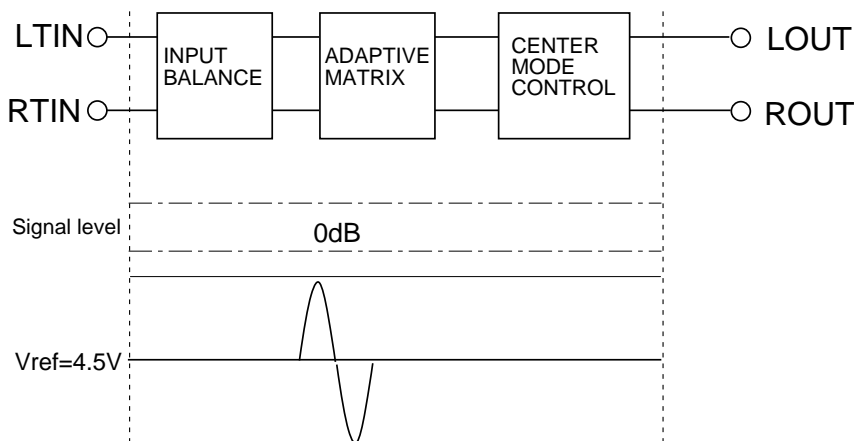 LTIN
RTIN
INPUT
BALANCE
ADAPTIVE
MATRIX
CENTER
MODE
CONTROL
LOUT
ROUT
Signal level
0dB
Vref=4.5V